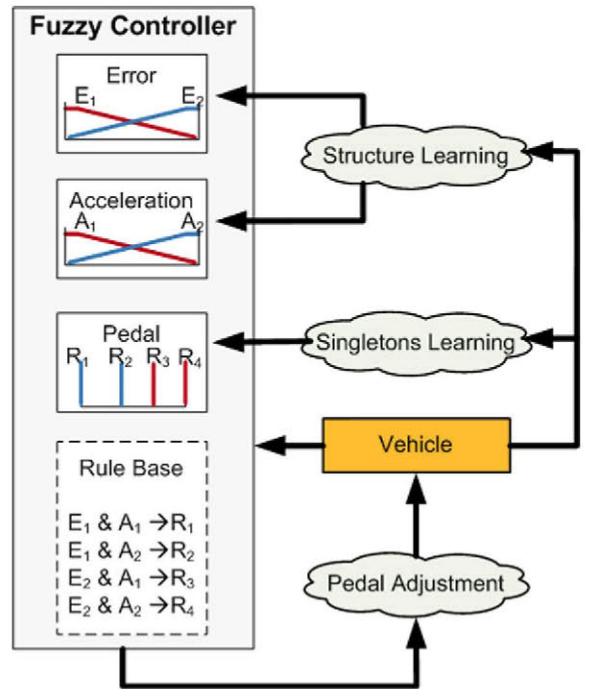 Fuzzy Controller
Error
E₁ E₂
Acceleration
A₁ A₂
Pedal
R₁ R₂ R₃ R₄
Rule Base
E₁ & A₁ →R₁
E₁ & A₂ →R₂
E₂ & A₁ →R₃
E₂ & A₂ →R₄
Structure Learning
Singletons Learning
Vehicle
Pedal Adjustment